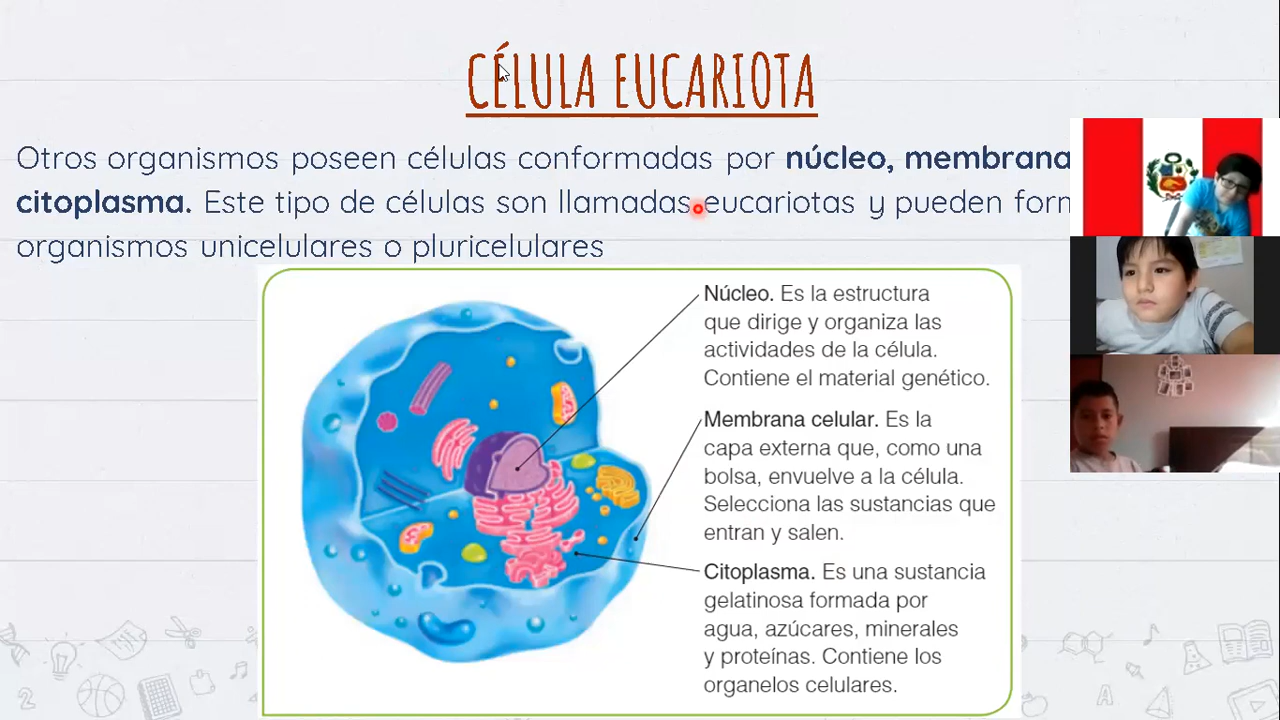 CÉLULA EUCARIOTA
Otros organismos poseen células conformadas por núcleo, membrana
citoplasma. Este tipo de células son llamadas eucariotas y pueden
organismos unicelulares o pluricelulares
Núcleo. Es la estructura
que dirige y organiza las
actividades de la célula.
Contiene el material genético.
Membrana celular. Es la
capa externa que, como una
bolsa, envuelve a la célula.
Selecciona las sustancias que
entran y salen.
Citoplasma. Es una sustancia
gelatinosa formada por
agua, azúcares, minerales
y proteínas. Contiene los
organelos celulares.